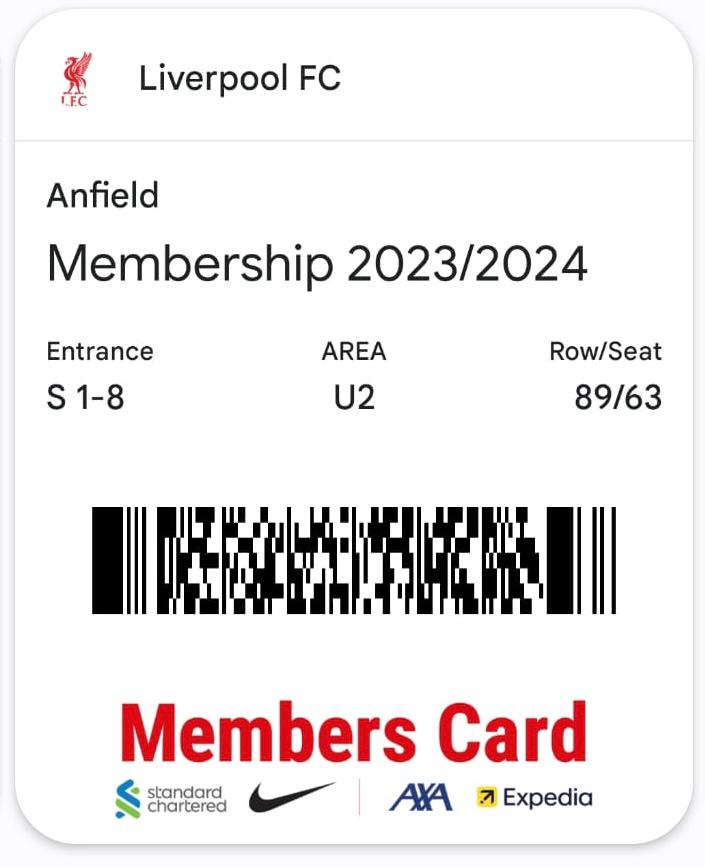 L.F.C
Liverpool FC
Anfield
Membership 2023/2024
Entrance AREA Row/Seat
S 1-8 U2 89/63
Members Card
standard
chartered
AXA Expedia